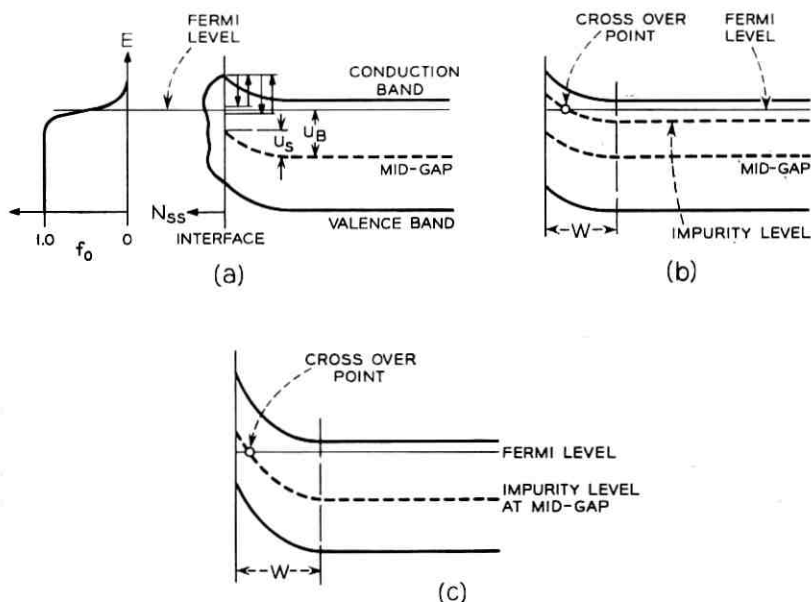 E
FERMI
LEVEL
CONDUCTION
BAND
u_S
u_B
MID-GAP
N_SS
INTERFACE
VALENCE BAND
1.0
0
f_o
(a)
CROSS OVER
POINT
FERMI
LEVEL
MID-GAP
W
IMPURITY LEVEL
(b)
CROSS OVER
POINT
FERMI LEVEL
IMPURITY LEVEL
AT MID-GAP
W
(c)